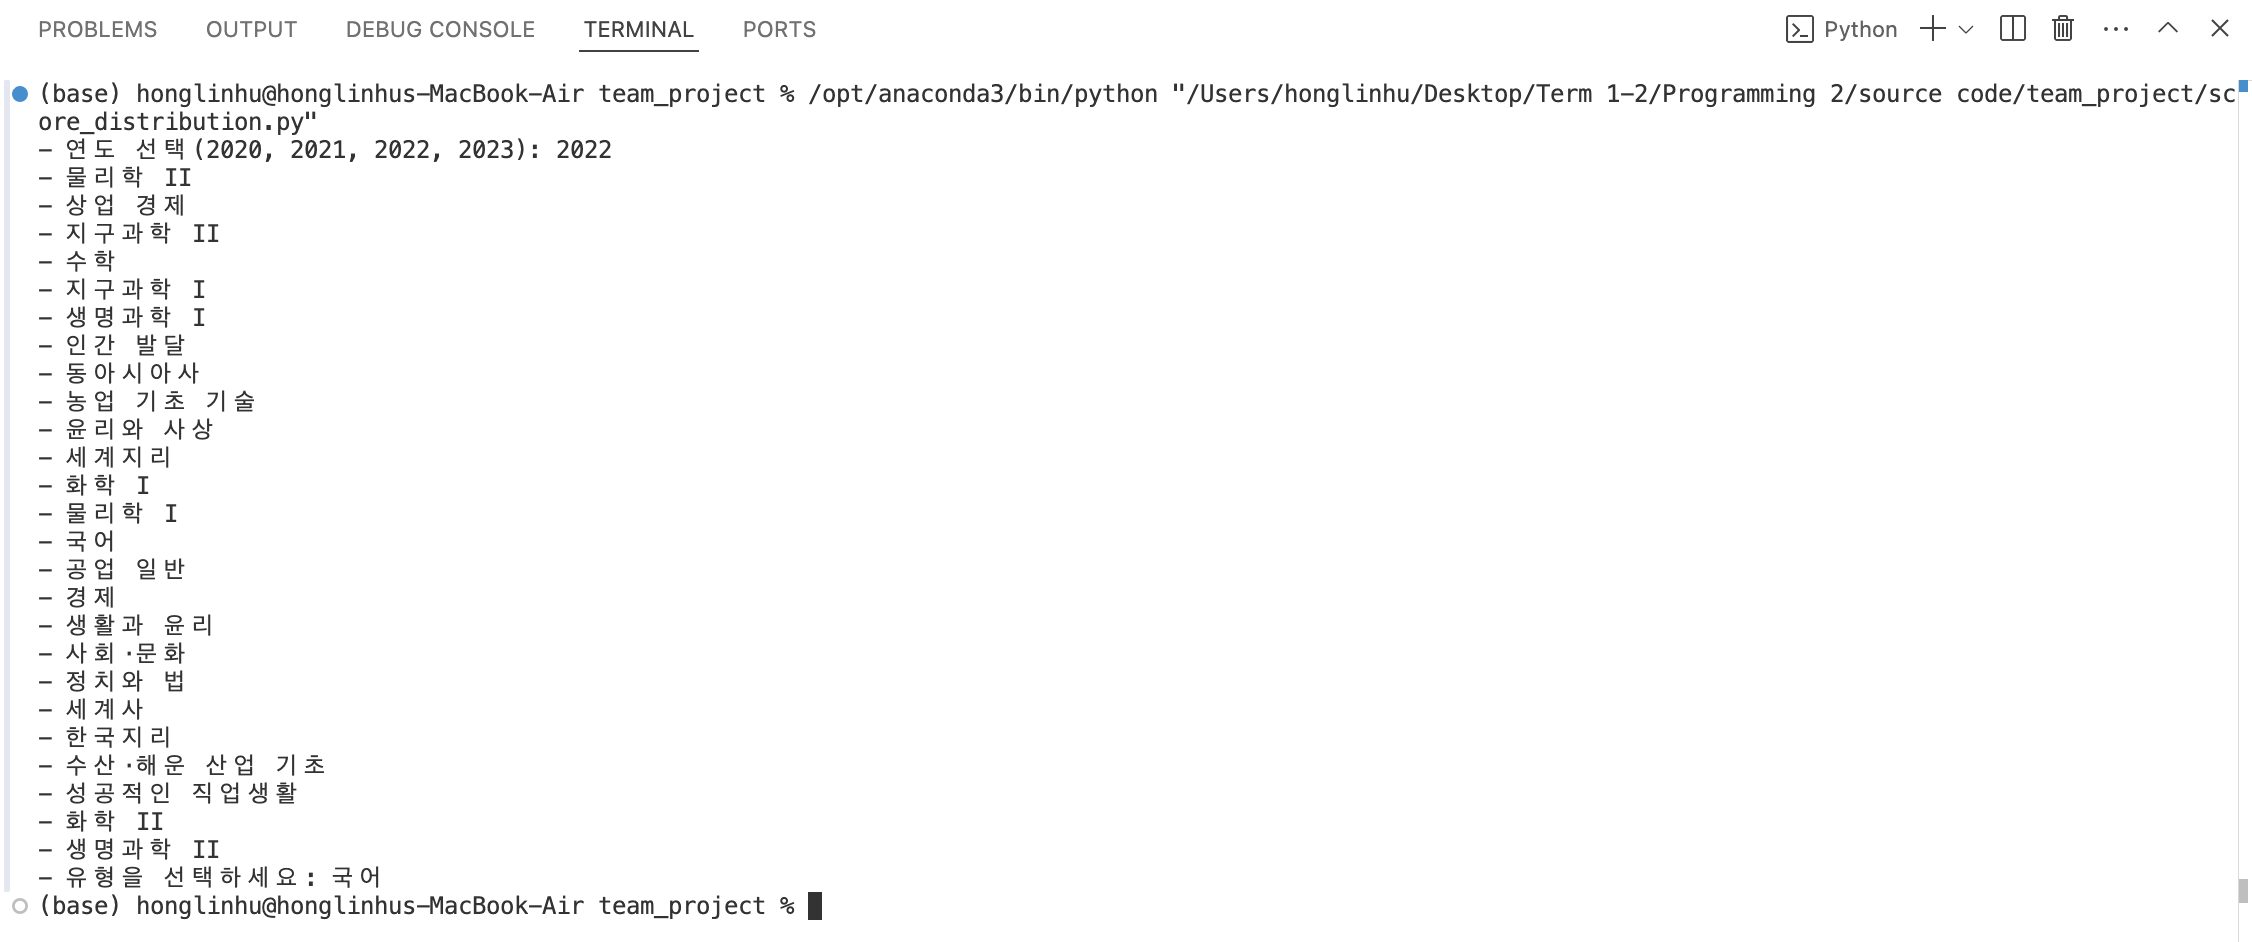 PROBLEMS OUTPUT DEBUG CONSOLE TERMINAL PORTS Python
(base) honglinhu@honglinhus-MacBook-Air team_project % /opt/anaconda3/bin/python "/Users/honglinhu/Desktop/Term 1-2/Programming 2/source code/team_project/sc
ore_distribution.py"
- 연도 선택(2020, 2021, 2022, 2023): 2022
- 물리학 II
- 상업 경제
- 지구과학 II
- 수학
- 지구과학 I
- 생명과학 I
- 인간 발달
- 동아시아사
- 농업 기초 기술
- 윤리와 사상
- 세계지리
- 화학 I
- 물리학 I
- 국어
- 공업 일반
- 경제
- 생활과 윤리
- 사회·문화
- 정치와 법
- 세계사
- 한국지리
- 수산·해운 산업 기초
- 성공적인 직업생활
- 화학 II
- 생명과학 II
- 유형을 선택하세요: 국어
(base) honglinhu@honglinhus-MacBook-Air team_project %